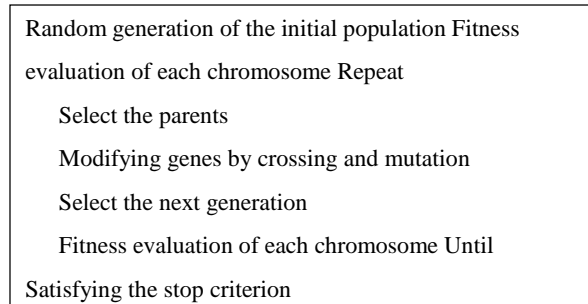 Random generation of the initial population Fitness
evaluation of each chromosome Repeat
Select the parents
Modifying genes by crossing and mutation
Select the next generation
Fitness evaluation of each chromosome Until
Satisfying the stop criterion